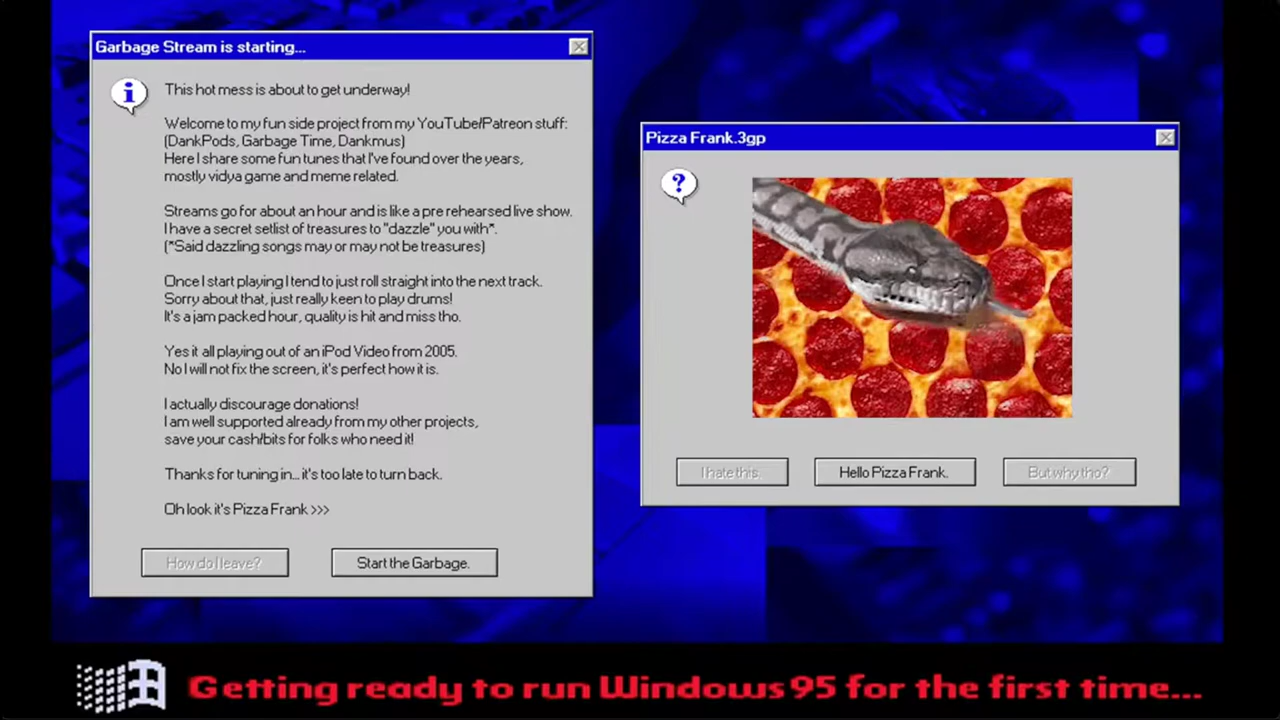 Garbage Stream is starting...
This hot mess is about to get underway!
Welcome to my fun side project from my YouTube/Patreon stuff:
(DankPods, Garbage Time, Dankmus)
Here I share some fun tunes that I've found over the years,
mostly vidya game and meme related.
Streams go for about an hour and is like a pre rehearsed live show.
I have a secret setlist of treasures to "dazzle" you with*.
(*Said dazzling songs may or may not be treasures)
Once I start playing I tend to just roll straight into the next track.
Sorry about that, just really keen to play drums!
It's a jam packed hour, quality is hit and miss tho.
Yes it all playing out of an iPod Video from 2005.
No I will not fix the screen, it's perfect how it is.
I actually discourage donations!
I am well supported already from my other projects,
save your cash/bits for folks who need it!
Thanks for tuning in... it's too late to turn back.
Oh look it's Pizza Frank >>>
How do I leave?
Start the Garbage.
Pizza Frank.3gp
I hate this.
Hello Pizza Frank.
But why tho?
Getting ready to run Windows 95 for the first time...